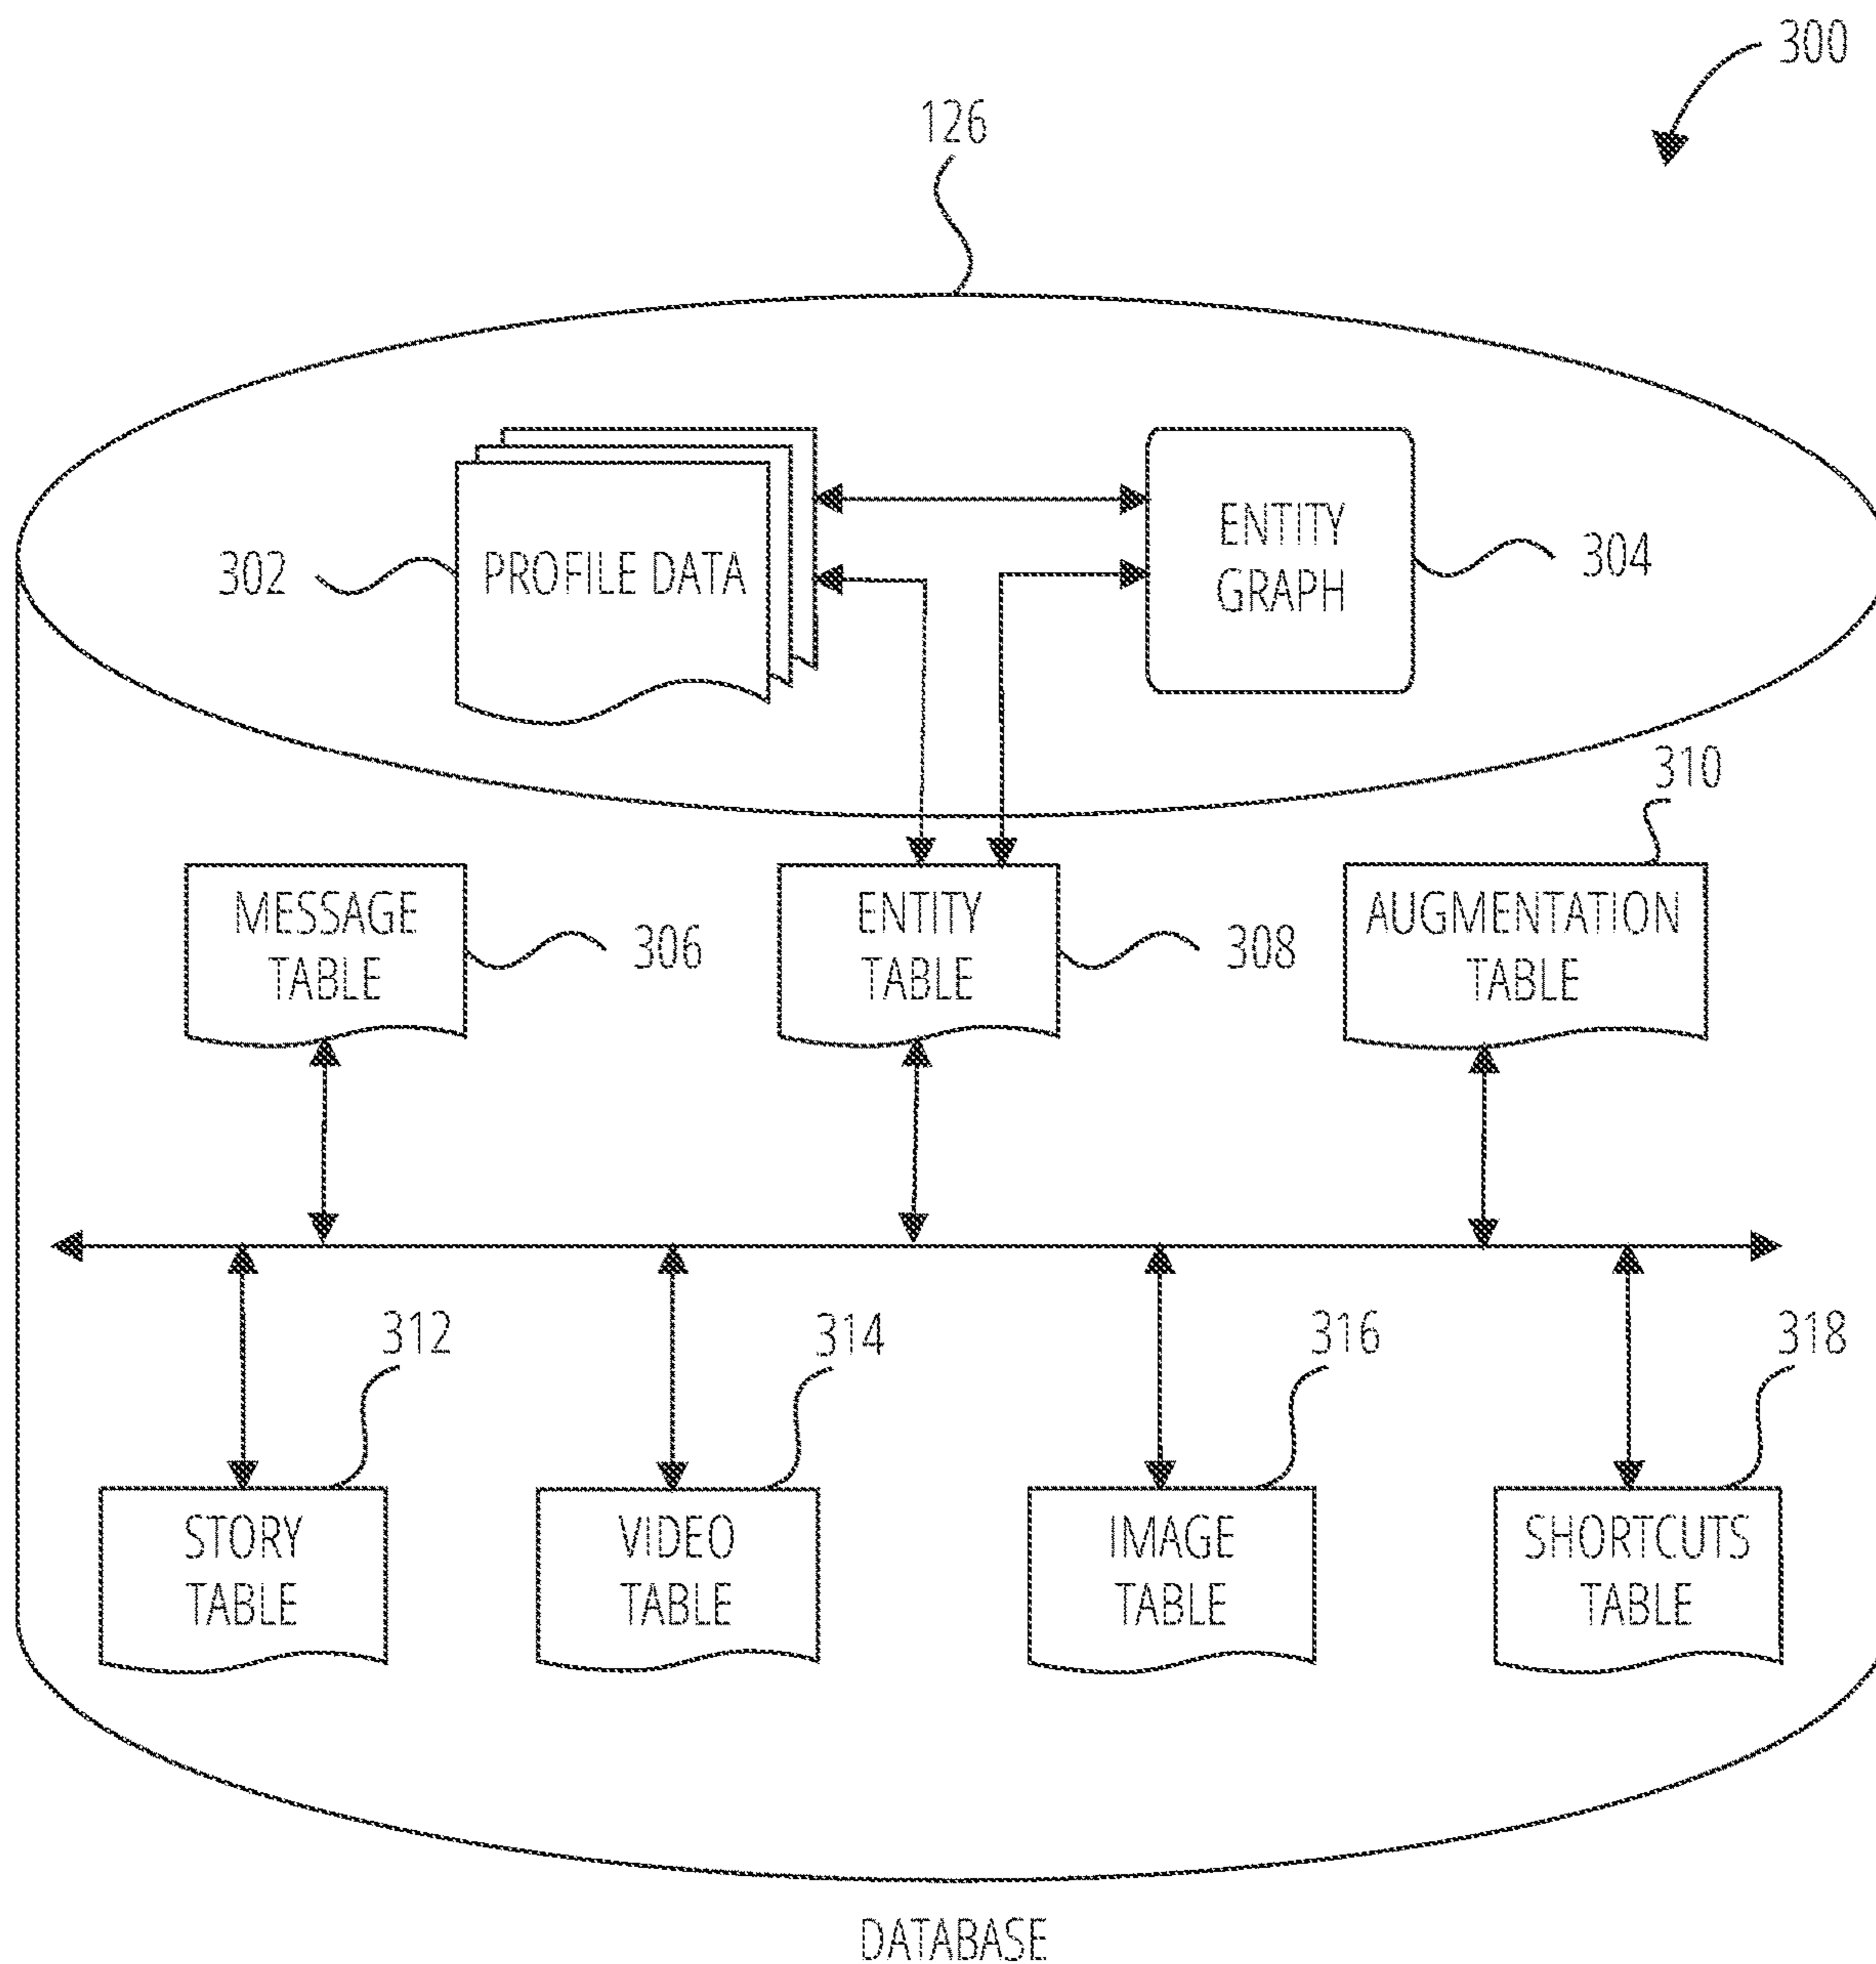 300
126
302
PROFILE DATA
ENTITY
GRAPH
304
310
MESSAGE
TABLE
306
ENTITY
TABLE
308
AUGMENTATION
TABLE
312
314
316
318
STORY
TABLE
VIDEO
TABLE
IMAGE
TABLE
SHORTCUTS
TABLE
DATABASE